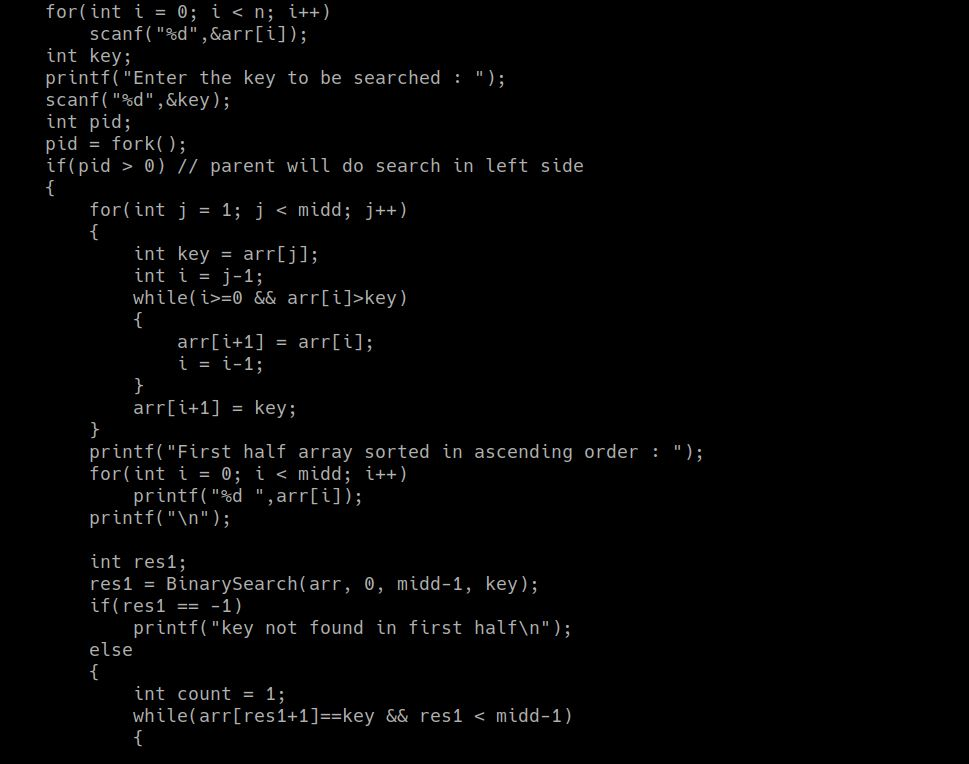 for(int i = 0; i < n; i++)
scanf("%d",&arr[i]);
int key;
printf("Enter the key to be searched : ");
scanf("%d",&key);
int pid;
pid = fork();
if(pid > 0) // parent will do search in left side
{
for(int j = 1; j < midd; j++)
{
int key = arr[j];
int i = j-1;
while(i>=0 && arr[i]>key)
{
arr[i+1] = arr[i];
i = i-1;
}
arr[i+1] = key;
}
printf("First half array sorted in ascending order : ");
for(int i = 0; i < midd; i++)
printf("%d ",arr[i]);
printf("\n");
int res1;
res1 = BinarySearch(arr, 0, midd-1, key);
if(res1 == -1)
printf("key not found in first half\n");
else
{
int count = 1;
while(arr[res1+1]==key && res1 < midd-1)
{